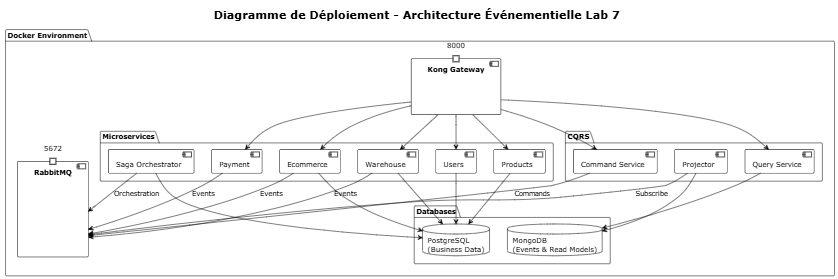 Diagramme de Déploiement - Architecture Événementielle Lab 7
Docker Environment
8000
Kong Gateway
Microservices
CQRS
5672
RabbitMQ
Saga Orchestrator
Payment
Ecommerce
Warehouse
Users
Products
Command Service
Projector
Query Service
Orchestration
Events
Events
Events
Commands
Subscribe
Databases
PostgreSQL
(Business Data)
MongoDB
(Events & Read Models)